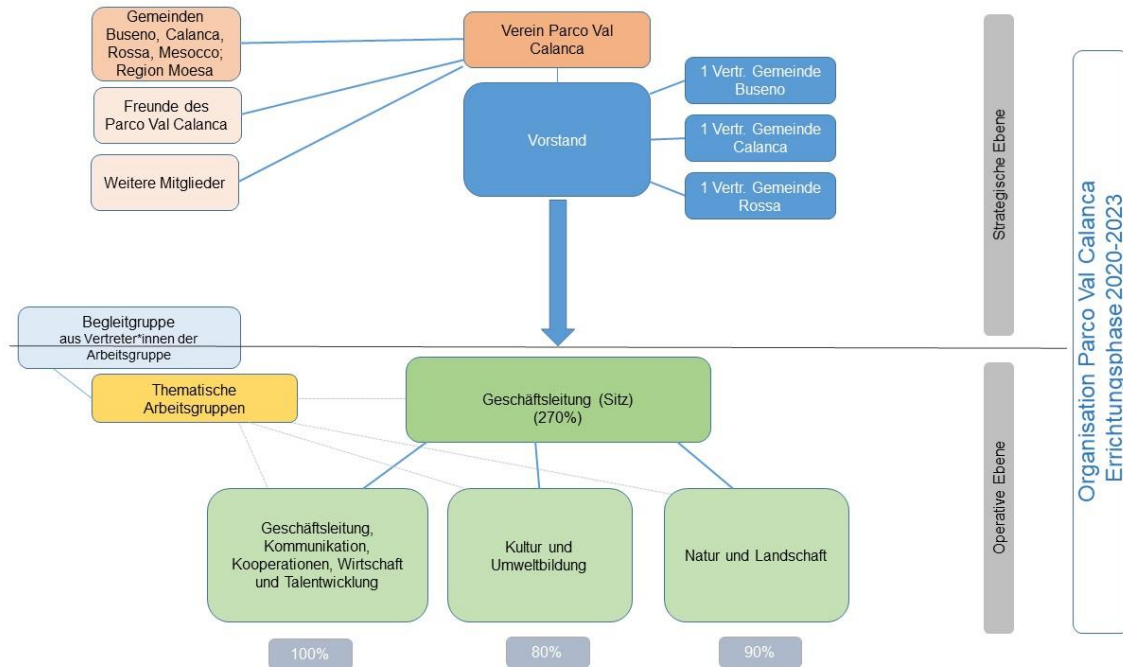 Gemeinden
Buseno, Calanca,
Rossa, Mesocco;
Region Moesa
Verein Parco Val
Calanca
1 Vertr. Gemeinde
Buseno
Freunde des
Parco Val Calanca
Vorstand
1 Vertr. Gemeinde
Calanca
Weitere Mitglieder
1 Vertr. Gemeinde
Rossa
Strategische Ebene
Organisation Parco Val Calanca
Errichtungsphase 2020-2023
Begleitgruppe
aus Vertreter*innen der
Arbeitsgruppe
Thematische
Arbeitsgruppen
Geschäftsleitung (Sitz)
(270%)
Operative Ebene
Geschäftsleitung,
Kommunikation,
Kooperationen, Wirtschaft
und Talentwicklung
Kultur und
Umweltbildung
Natur und Landschaft
100%
80%
90%